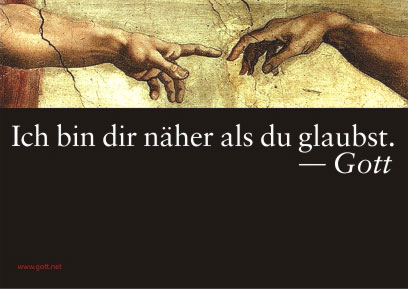 Ich bin dir näher als du glaubst.
— Gott
www.gott.net